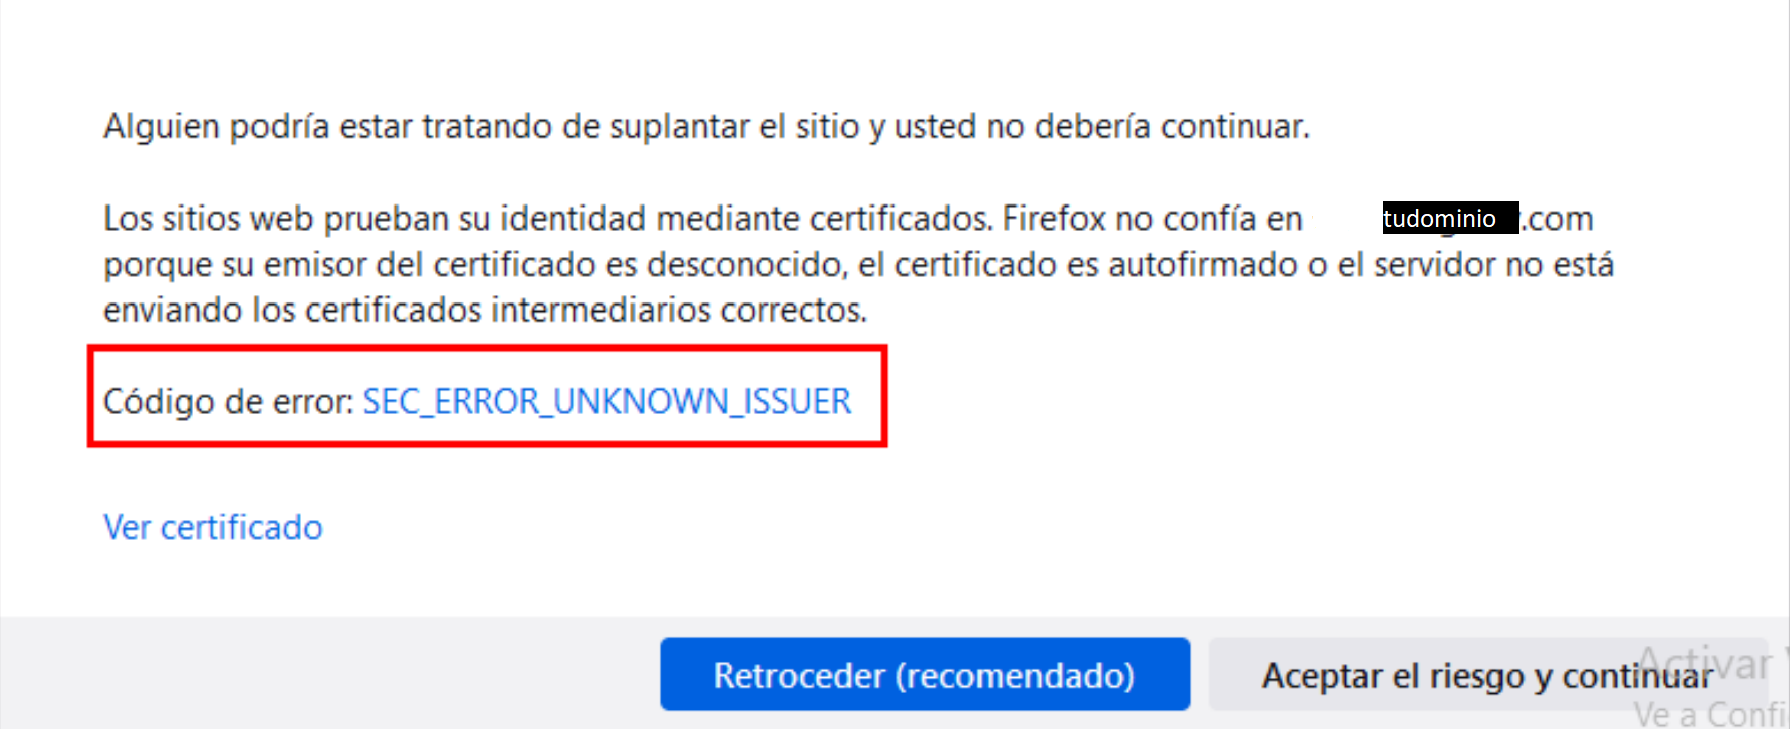 Alguien podría estar tratando de suplantar el sitio y usted no debería continuar.
Los sitios web prueban su identidad mediante certificados. Firefox no confía en tudominio .com
porque su emisor del certificado es desconocido, el certificado es autofirmado o el servidor no está
enviando los certificados intermediarios correctos.
Código de error: SEC_ERROR_UNKNOWN_ISSUER
Ver certificado
Retroceder (recomendado)
Aceptar el riesgo y continuar
Activar
Ve a Confi